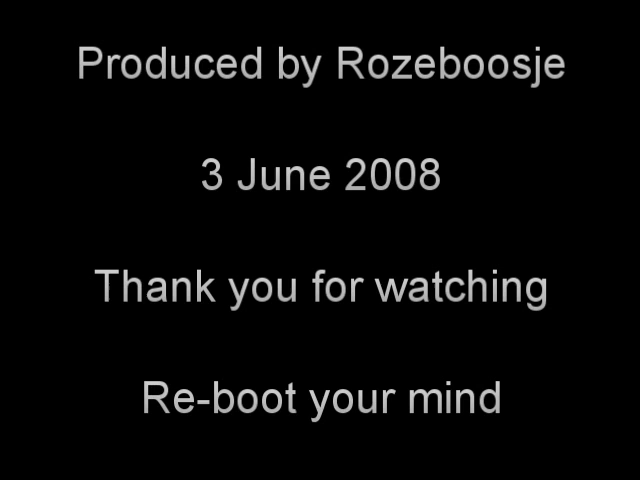 Produced by Rozeboosje
3 June 2008
Thank you for watching
Re-boot your mind